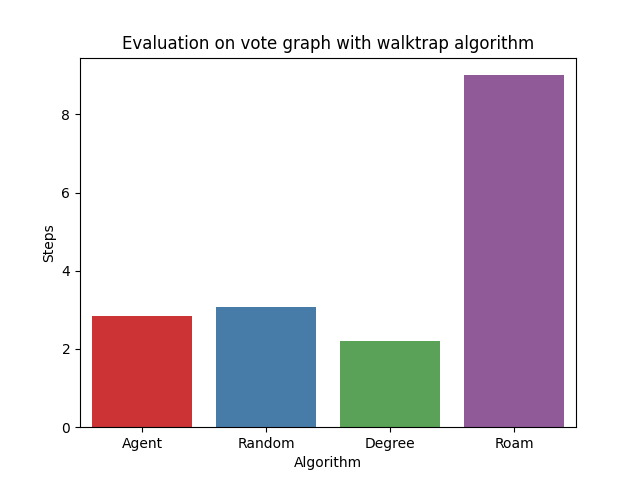 Evaluation on vote graph with walktrap algorithm
8
6
4
2
0
Steps
Agent Random Degree Roam
Algorithm